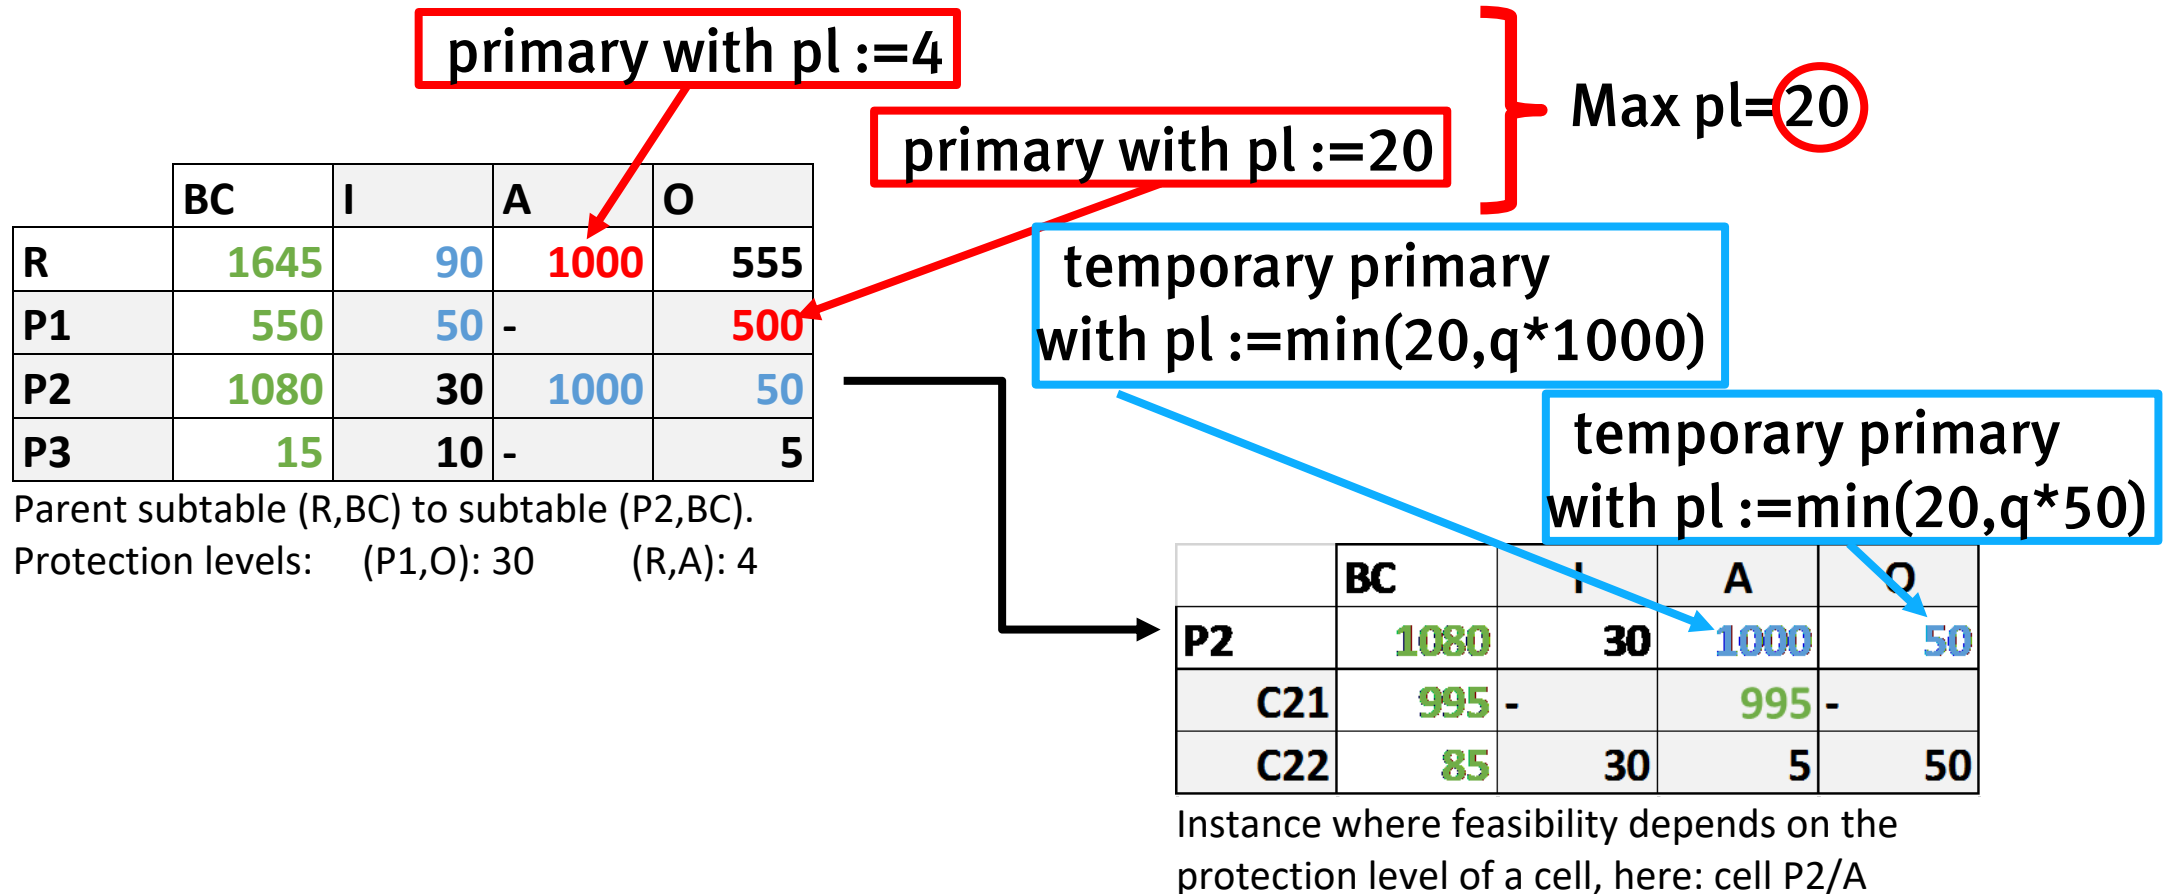 primary with pl :=4
primary with pl :=20
Max pl=20
BC I A O
R 1645 90 1000 555
P1 550 50 - 500
P2 1080 30 1000 50
P3 15 10 - 5
Parent subtable (R,BC) to subtable (P2,BC).
Protection levels: (P1,O): 30 (R,A): 4
temporary primary
with pl :=min(20,q*1000)
temporary primary
with pl :=min(20,q*50)
BC I A O
P2 1080 30 1000 50
C21 995 - 995 -
C22 85 30 5 50
Instance where feasibility depends on the
protection level of a cell, here: cell P2/A